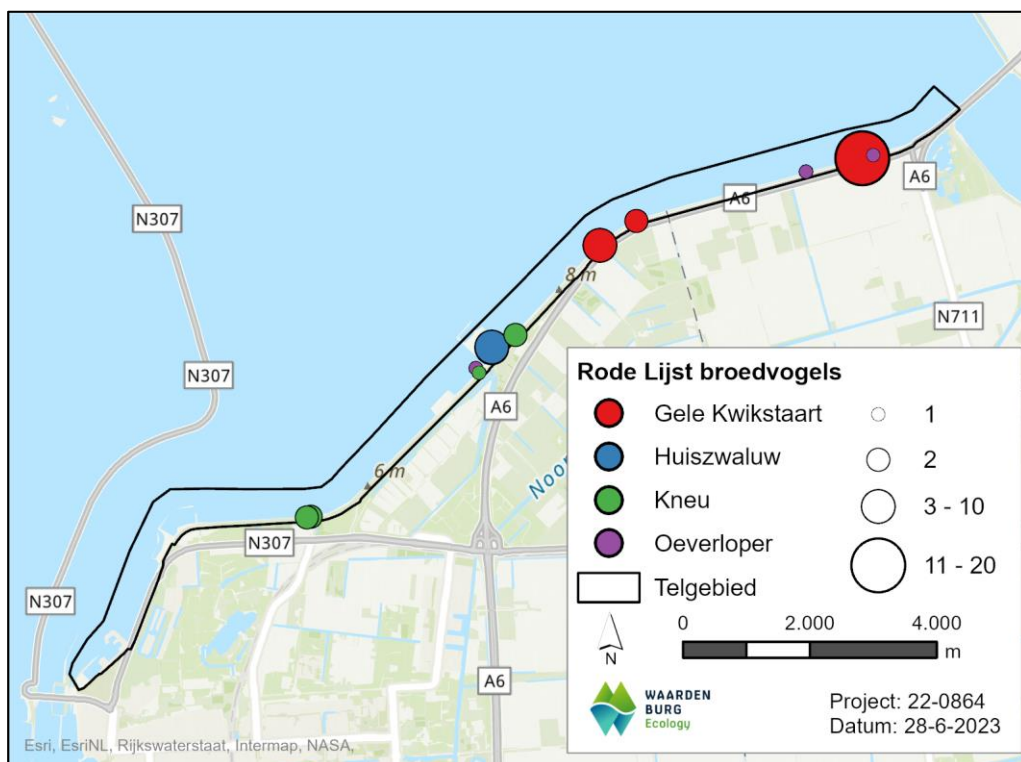 N307
A6
A6
8 m
N711
N307
A6
6 m
Noor
N307
N307
A6
Rode Lijst broedvogels
Gele Kwikstaart
Huiszwaluw
Kneu
Oeverloper
Telgebied
1
2
3 - 10
11 - 20
N
0 2.000 4.000
m
WAARDEN
BURG
Ecology
Project: 22-0864
Datum: 28-6-2023
Esri, EsriNL, Rijkswaterstaat, Intermap, NASA,